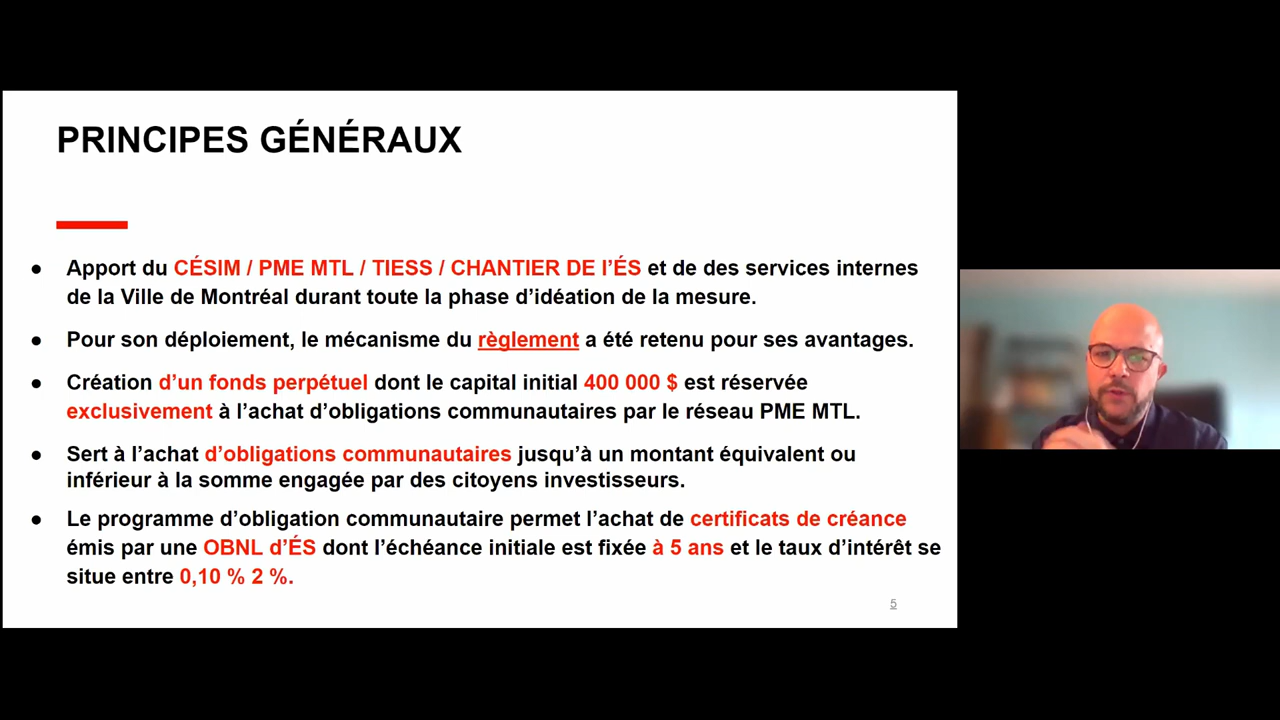 PRINCIPES GÉNÉRAUX
● Apport du CÉSIM / PME MTL / TIESS / CHANTIER DE l’ÉS et de des services internes
de la Ville de Montréal durant toute la phase d’idéation de la mesure.
● Pour son déploiement, le mécanisme du règlement a été retenu pour ses avantages.
● Création d’un fonds perpétuel dont le capital initial 400 000 $ est réservée
exclusivement à l’achat d’obligations communautaires par le réseau PME MTL.
● Sert à l’achat d’obligations communautaires jusqu’à un montant équivalent ou
inférieur à la somme engagée par des citoyens investisseurs.
● Le programme d’obligation communautaire permet l’achat de certificats de créance
émis par une OBNL d’ÉS dont l’échéance initiale est fixée à 5 ans et le taux d’intérêt se
situe entre 0,10 % 2 %.
5